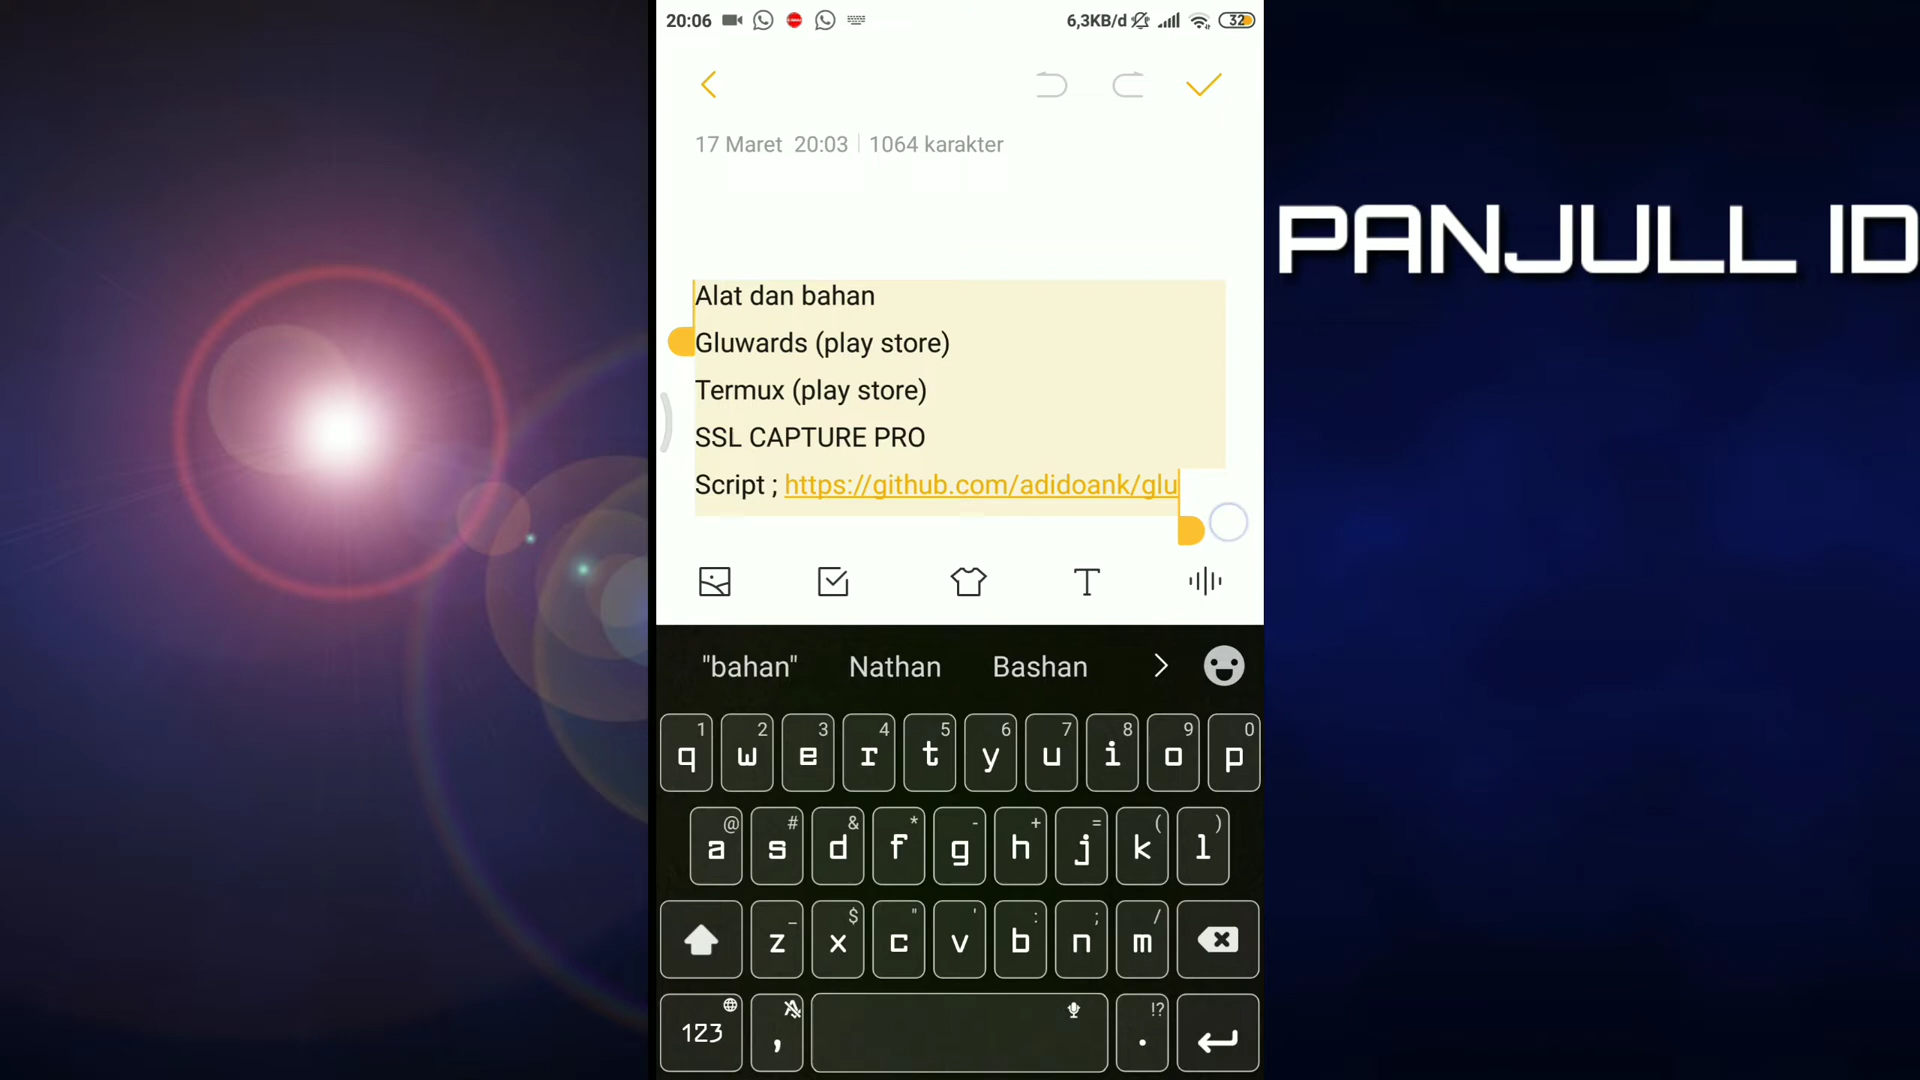 20:06
6,3KB/d
32
17 Maret 20:03 | 1064 karakter
PANJULL ID
Alat dan bahan
Gluwards (play store)
Termux (play store)
SSL CAPTURE PRO
Script ; https://github.com/adidoank/glu
T
"bahan" Nathan Bashan
1 2 3 4 5 6 7 8 9 0
q w e r t y u i o p
@ # & * - + = ( )
a s d f g h j k l
_ $ " ' : ; /
z x c v b n m
!?
123 , .